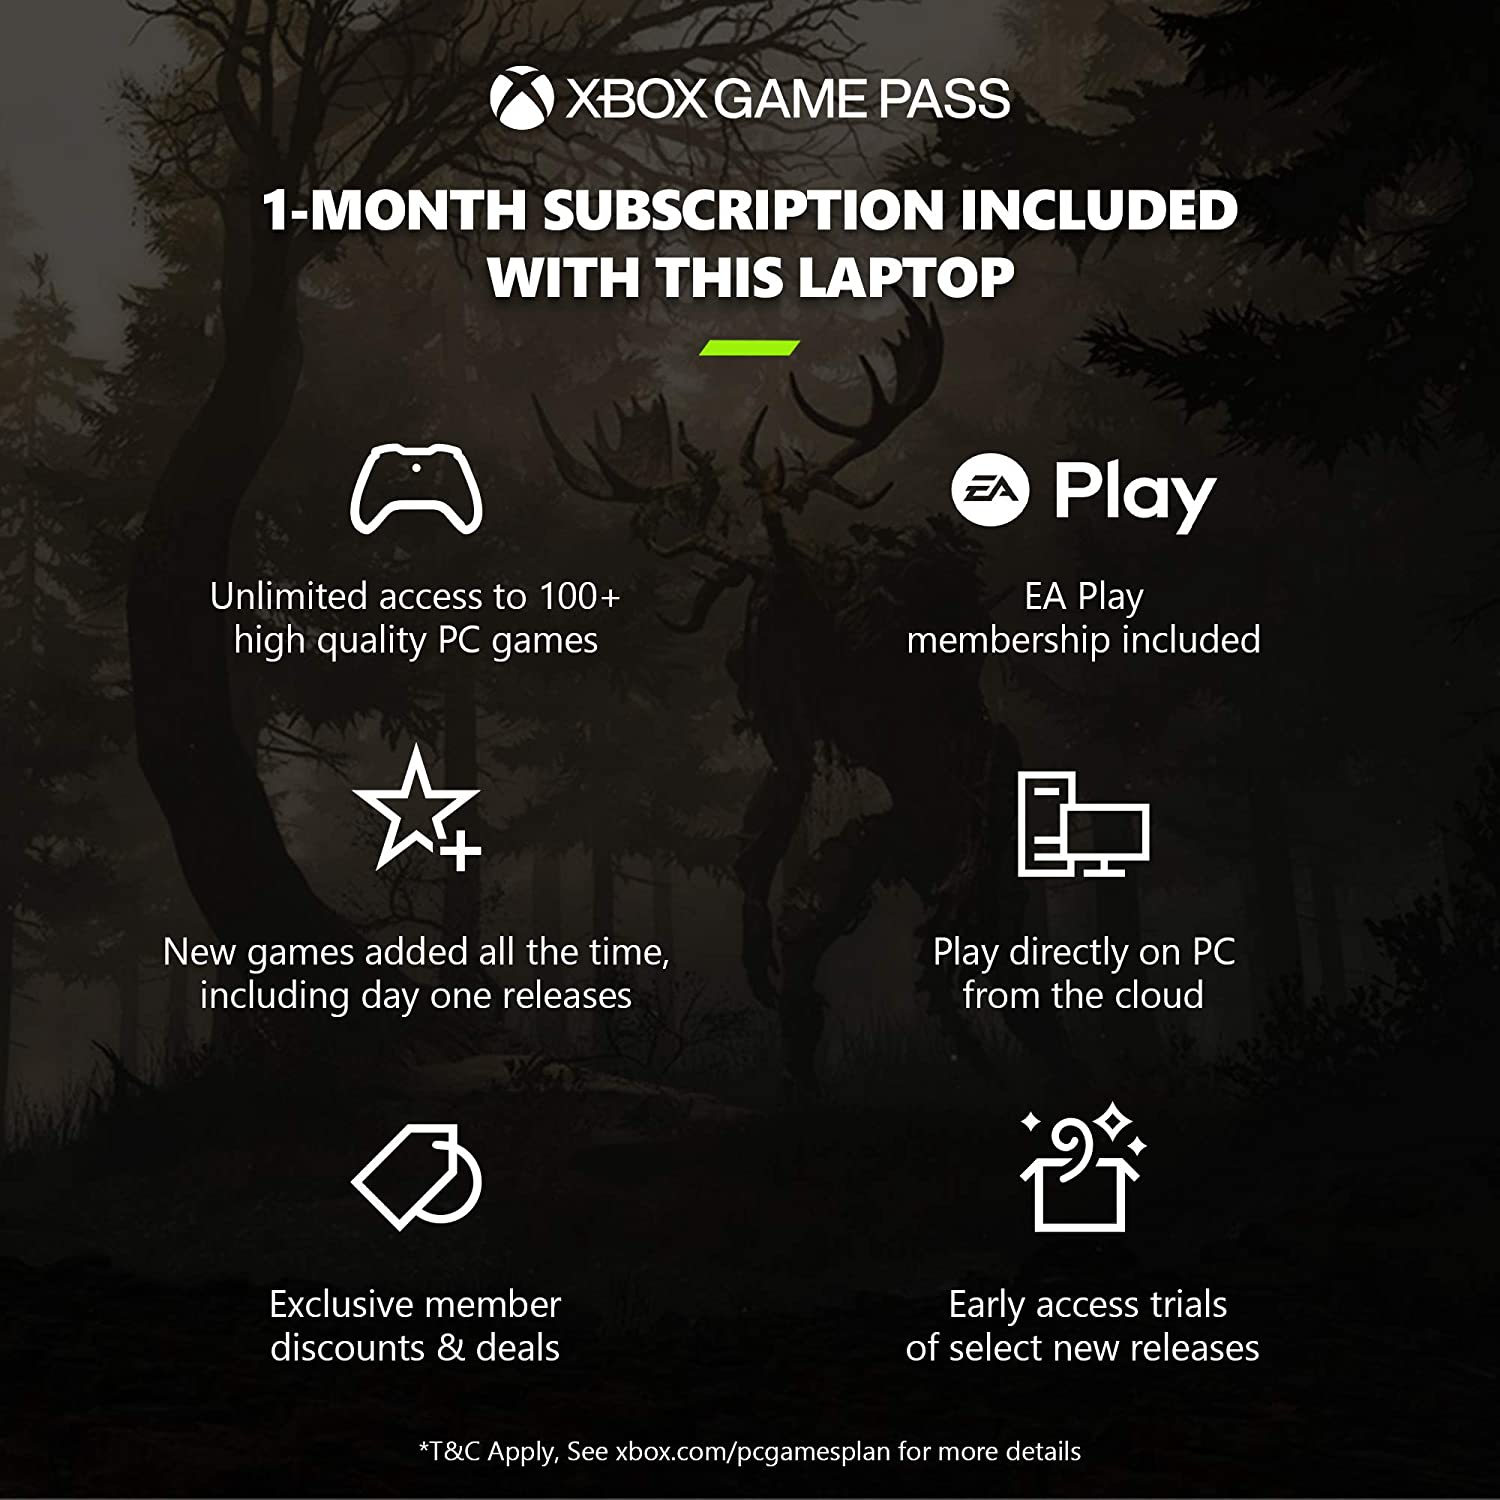 XBOX GAME PASS
1-MONTH SUBSCRIPTION INCLUDED
WITH THIS LAPTOP
Unlimited access to 100+
high quality PC games
EA Play
EA Play
membership included
New games added all the time,
including day one releases
Play directly on PC
from the cloud
Exclusive member
discounts & deals
Early access trials
of select new releases
*T&C Apply, See xbox.com/pcgamesplan for more details